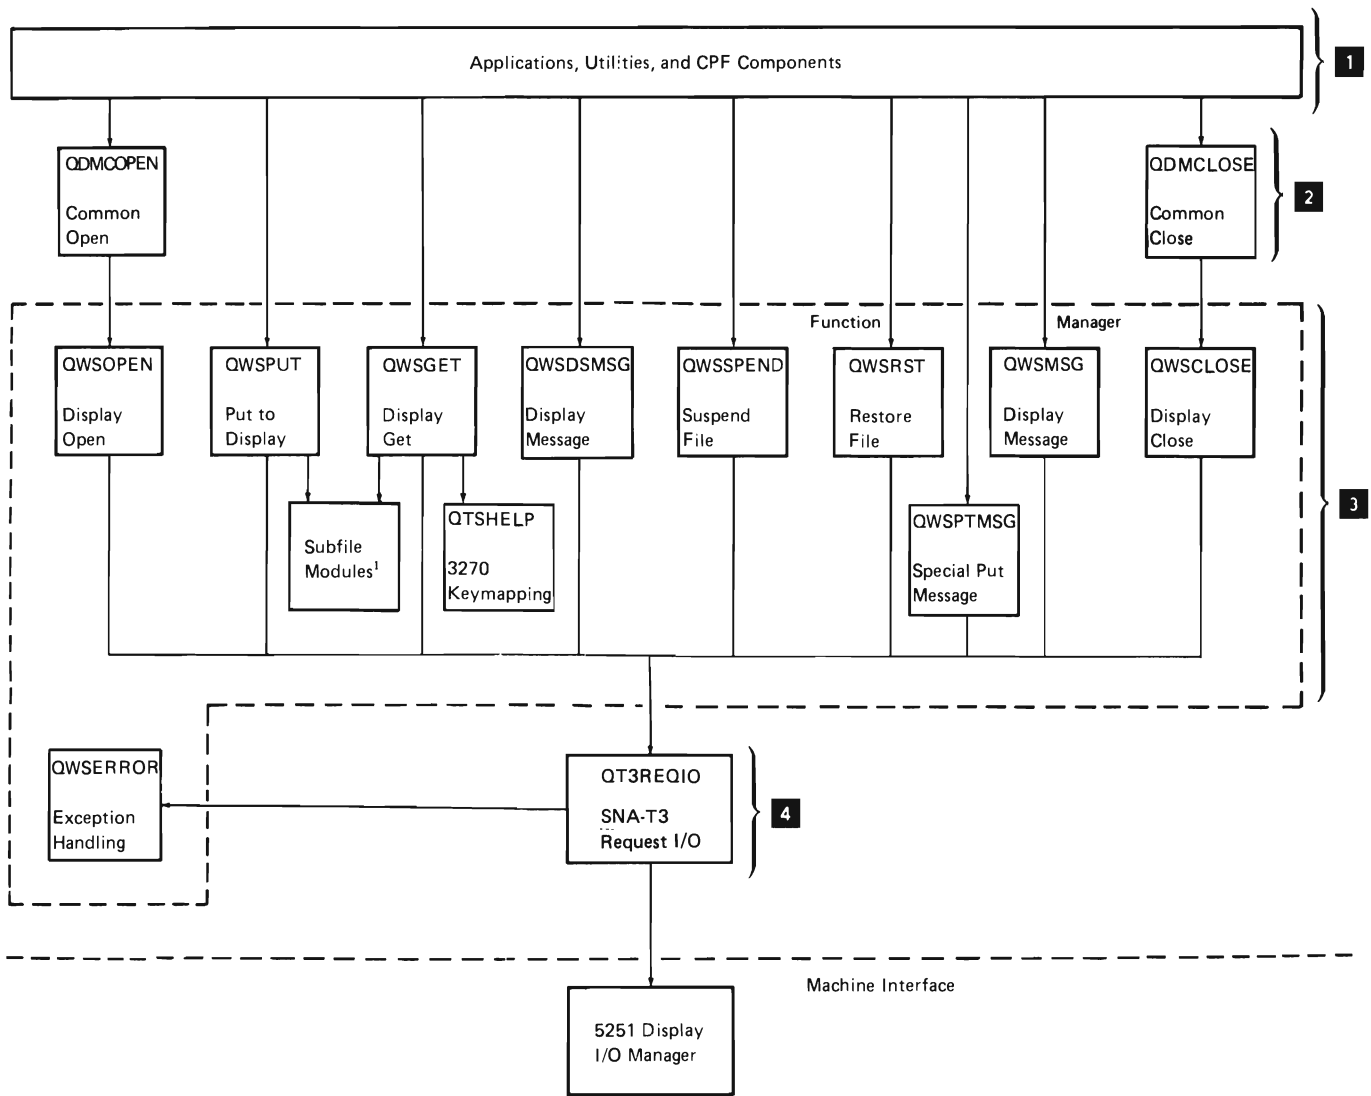 Applications, Utilities, and CPF Components
1
QDMCOPEN
Common
Open
QDMCLOSE
Common
Close
2
Function Manager
QWSOPEN
Display
Open
QWSPUT
Put to
Display
QWSGET
Display
Get
QWSDSMSG
Display
Message
QWSSPEND
Suspend
File
QWSRST
Restore
File
QWSMSG
Display
Message
QWSCLOSE
Display
Close
3
Subfile
Modules¹
QTSHELP
3270
Keymapping
QWSPTMSG
Special Put
Message
QWSERROR
Exception
Handling
QT3REQIO
SNA-T3
Request I/O
4
Machine Interface
5251 Display
I/O Manager